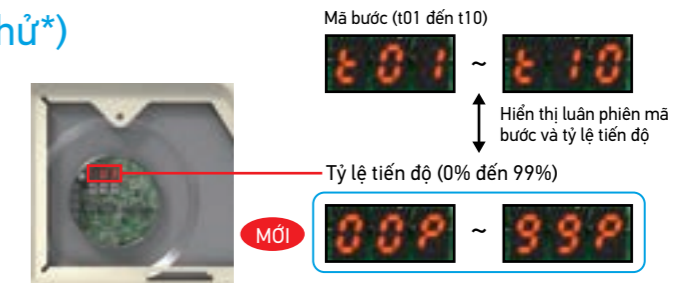 hử*)
Mã bước (t01 đến t10)
t01 ~ t10
Hiển thị luân phiên mã
bước và tỷ lệ tiến độ
Tỷ lệ tiến độ (0% đến 99%)
MỚI
00P ~ 99P